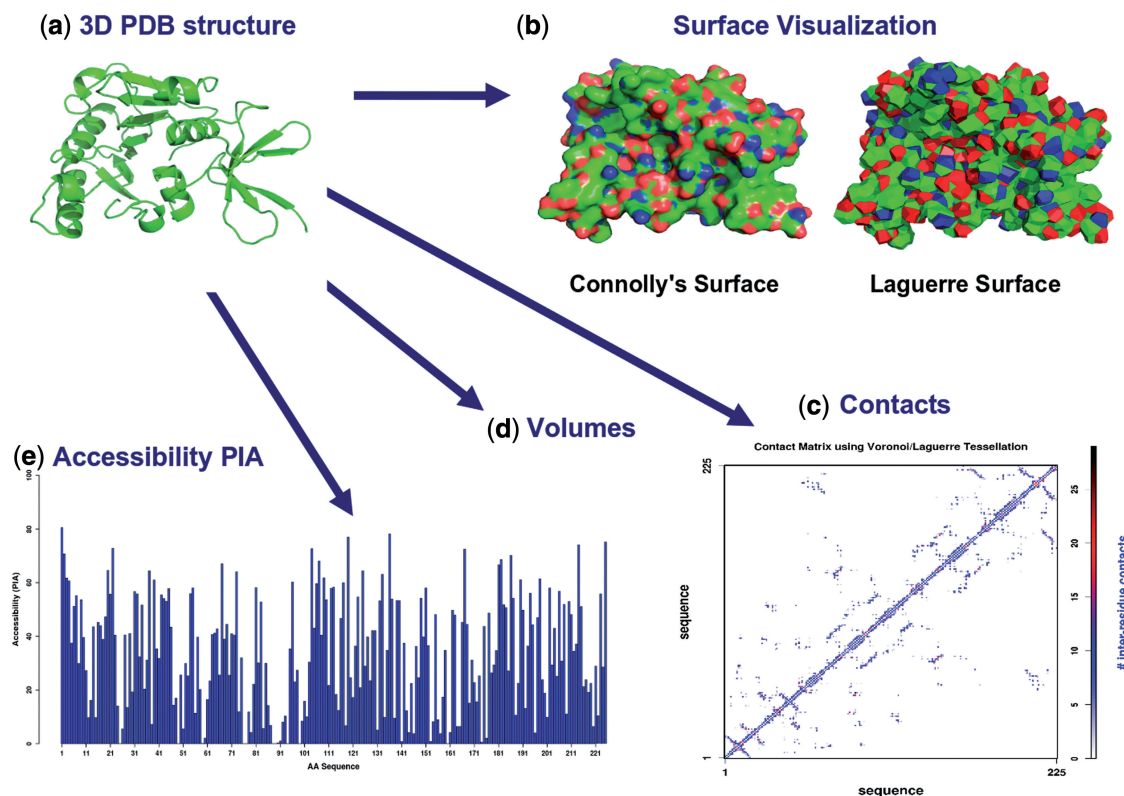 (a) 3D PDB structure
(b) Surface Visualization
Connolly's Surface
Laguerre Surface
(c) Contacts
(d) Volumes
(e) Accessibility PIA
Contact Matrix using Voronoi/Laguerre Tessellation
225
sequence
1
1
225
sequence
25
20
15
10
5
0
# inter-residue contacts
100
80
60
40
20
0
Accessibility (PIA)
1 11 21 31 41 51 61 71 81 91 101 111 121 131 141 151 161 171 181 191 201 211 221
AA Sequence